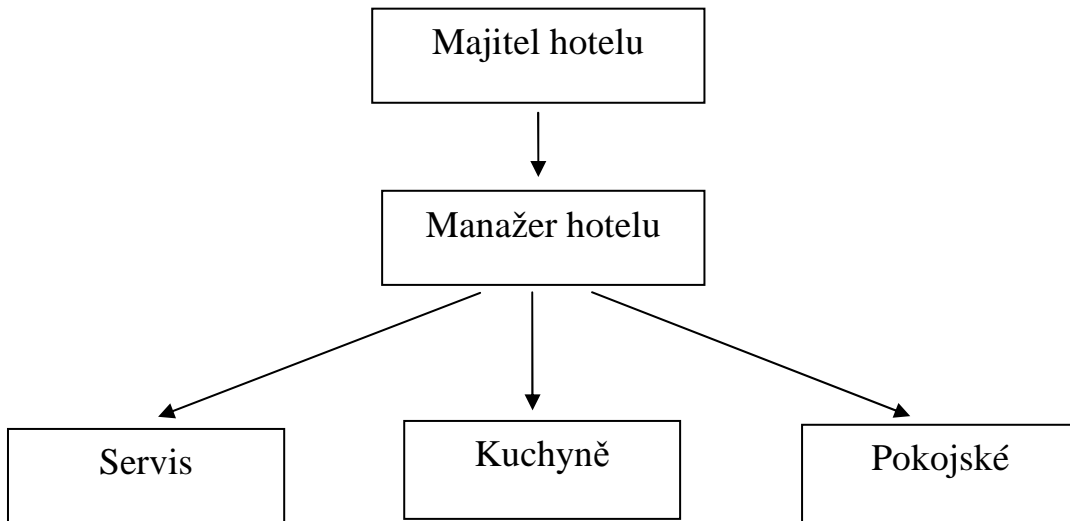 Majitel hotelu
Manažer hotelu
Servis
Kuchyně
Pokojské